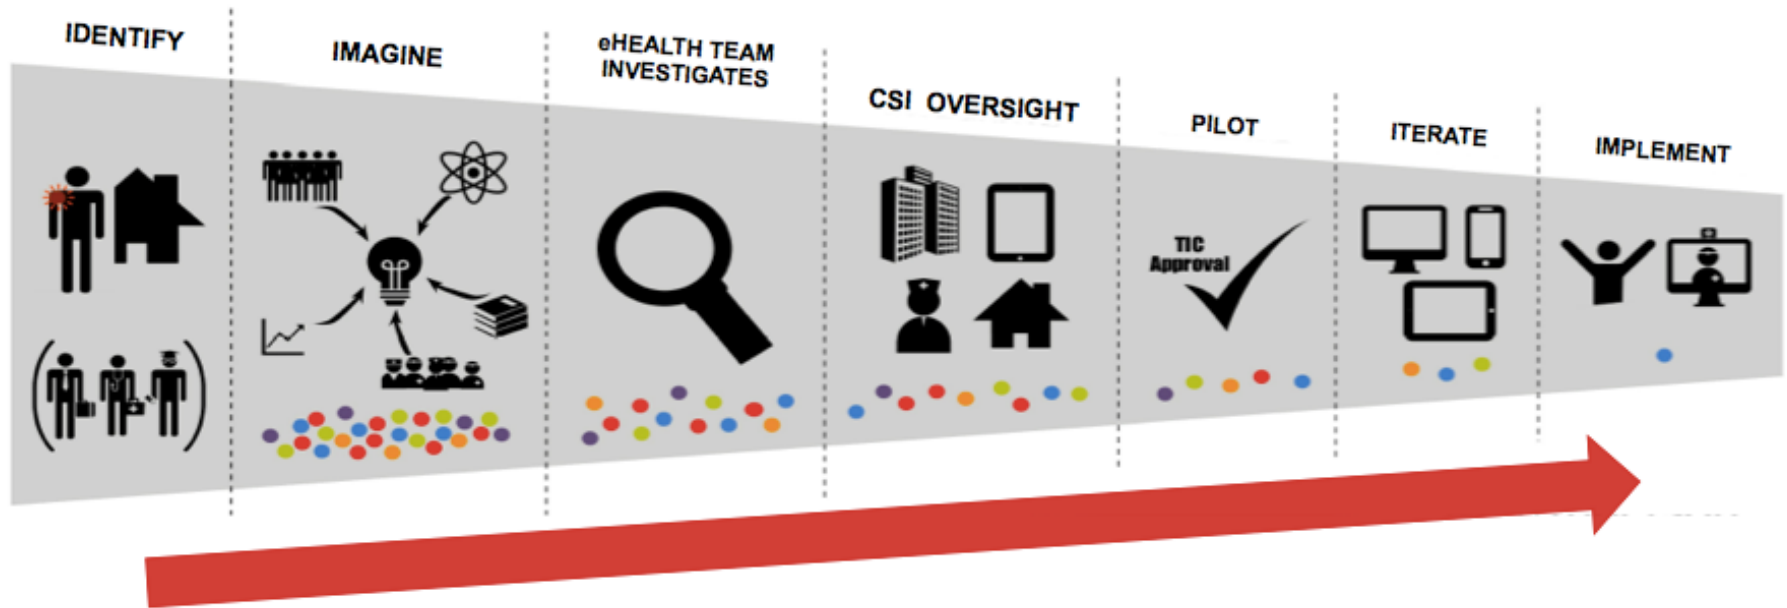 IDENTIFY
IMAGINE
eHEALTH TEAM
INVESTIGATES
CSI OVERSIGHT
PILOT
ITERATE
IMPLEMENT
TIC
Approval